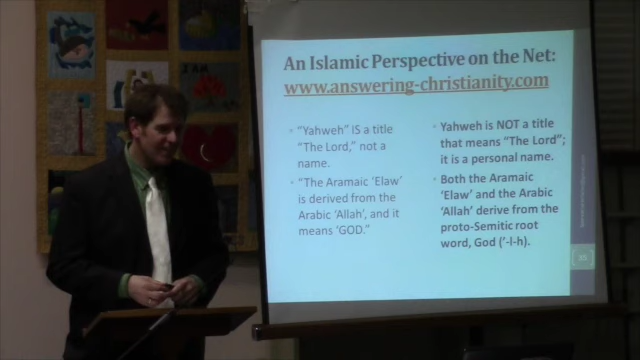 An Islamic Perspective on the Net:
www.answering-christianity.com
• "Yahweh" IS a title
"The Lord," not a
name.
• "The Aramaic 'Elaw'
is derived from the
Arabic 'Allah', and it
means 'GOD."
• Yahweh is NOT a title
that means "The Lord";
it is a personal name.
• Both the Aramaic
'Elaw' and the Arabic
'Allah' derive from the
proto-Semitic root
word, God ('-l-h).
I AM